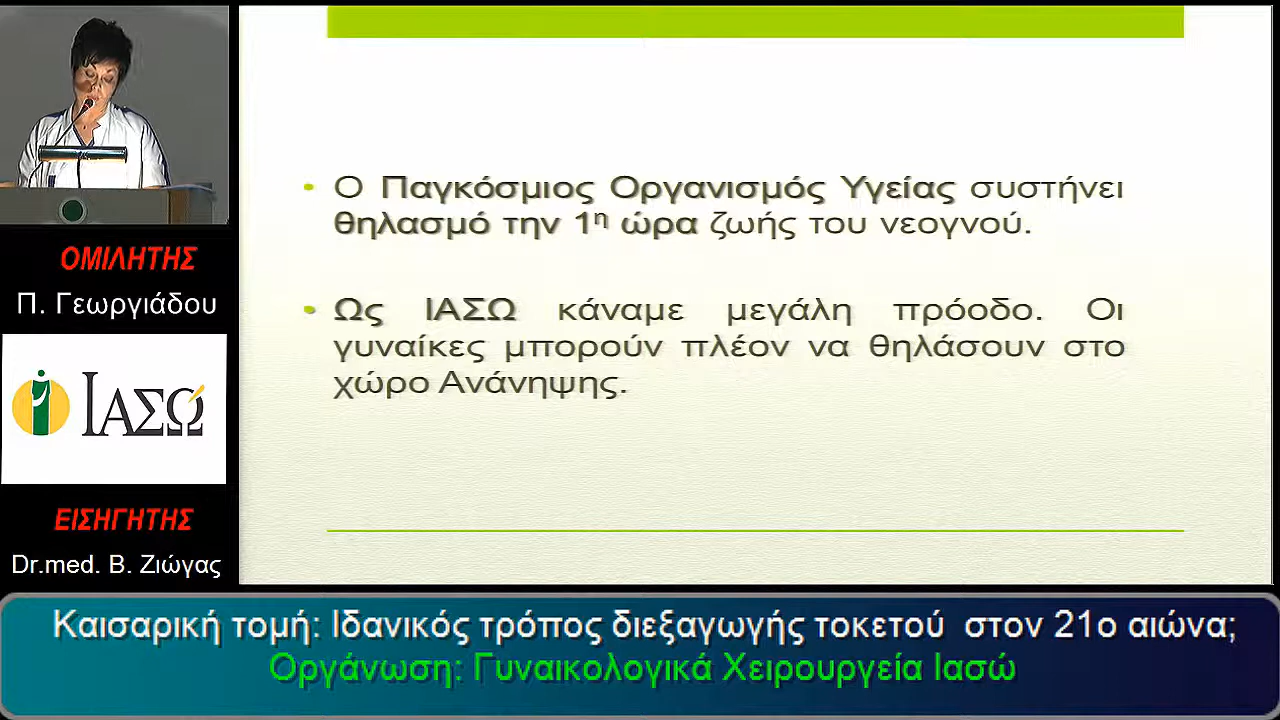 ΟΜΙΛΗΤΗΣ
Π. Γεωργιάδου
ΙΑΣΩ
ΕΙΣΗΓΗΤΗΣ
Dr.med. Β. Ζιώγας
• Ο Παγκόσμιος Οργανισμός Υγείας συστήνει
θηλασμό την 1η ώρα ζωής του νεογνού.
• Ως ΙΑΣΩ κάναμε μεγάλη πρόοδο. Οι
γυναίκες μπορούν πλέον να θηλάσουν στο
χώρο Ανάνηψης.
Καισαρική τομή: Ιδανικός τρόπος διεξαγωγής τοκετού στον 21ο αιώνα;
Οργάνωση: Γυναικολογικά Χειρουργεία Ιασώ